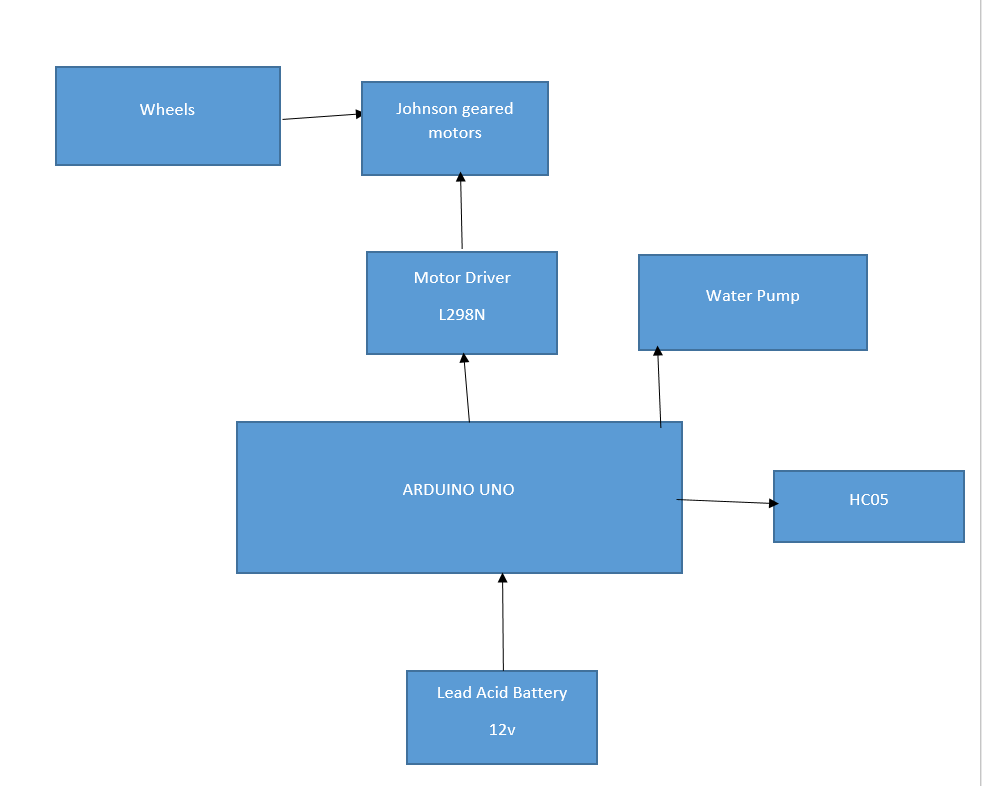 Wheels
Johnson geared
motors
Motor Driver
L298N
Water Pump
ARDUINO UNO
HC05
Lead Acid Battery
12v